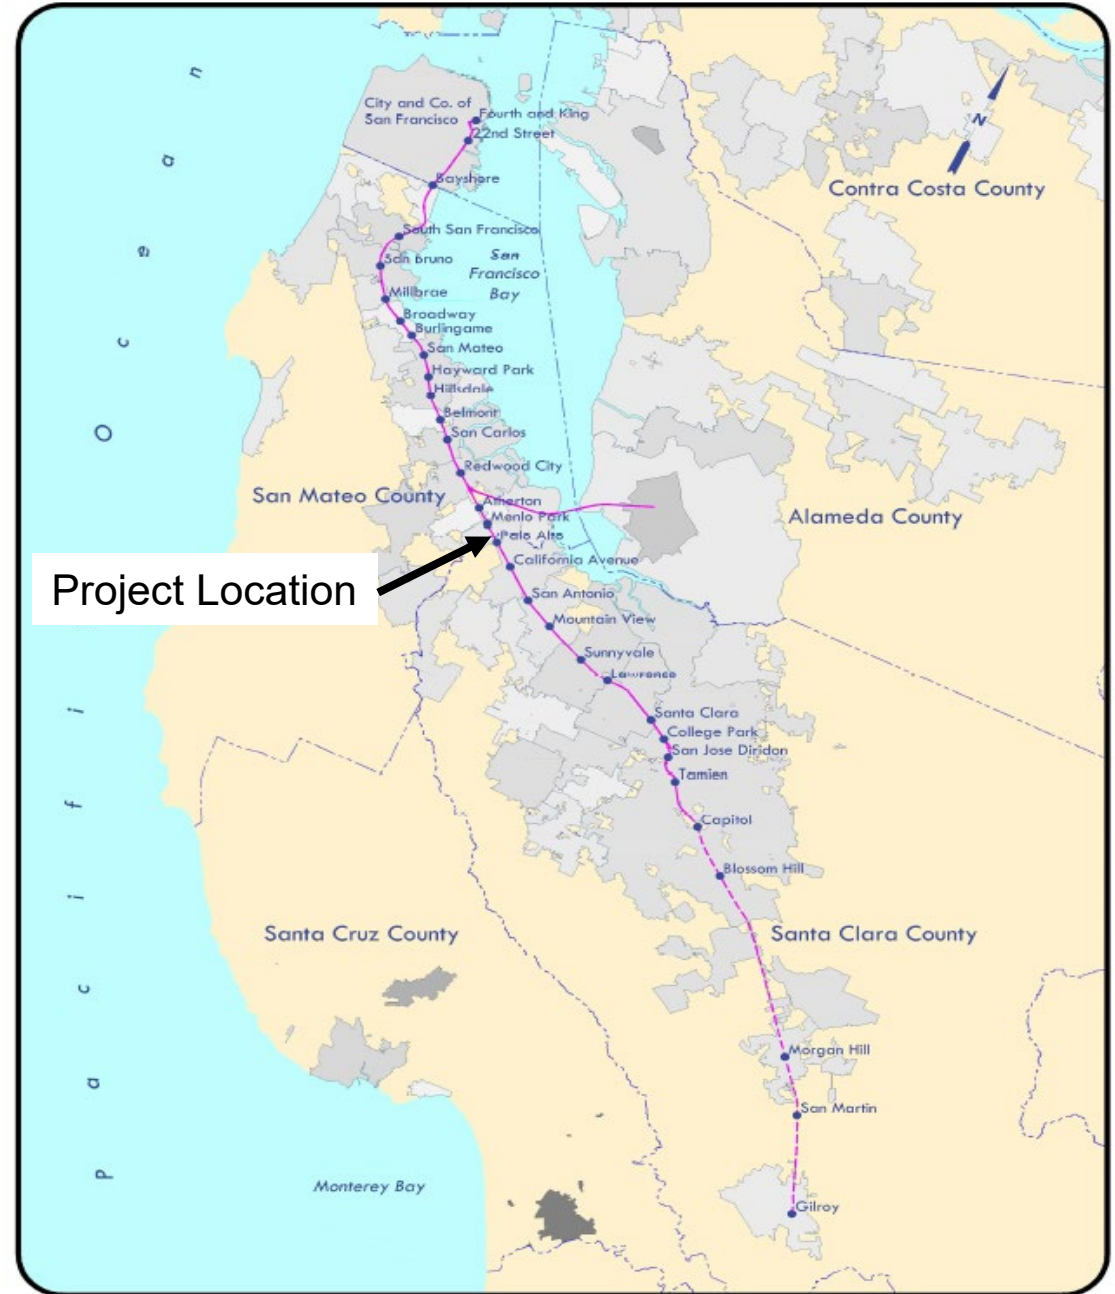 City and Co. of
San Francisco
Fourth and King
22nd Street
N
Contra Costa County
Bayshore
South San Francisco
San Bruno
San
Francisco
Bay
Millbrae
Broadway
Burlingame
San Mateo
Hayward Park
Hillsdale
Belmont
San Carlos
Redwood City
San Mateo County
Atherton
Menlo Park
Alameda County
Palo Alto
California Avenue
Project Location
San Antonio
Mountain View
Sunnyvale
Lawrence
Santa Clara
College Park
San Jose Diridon
Tamien
Capitol
Blossom Hill
Santa Cruz County
Santa Clara County
Morgan Hill
San Martin
Monterey Bay
Gilroy
Pacific Ocean